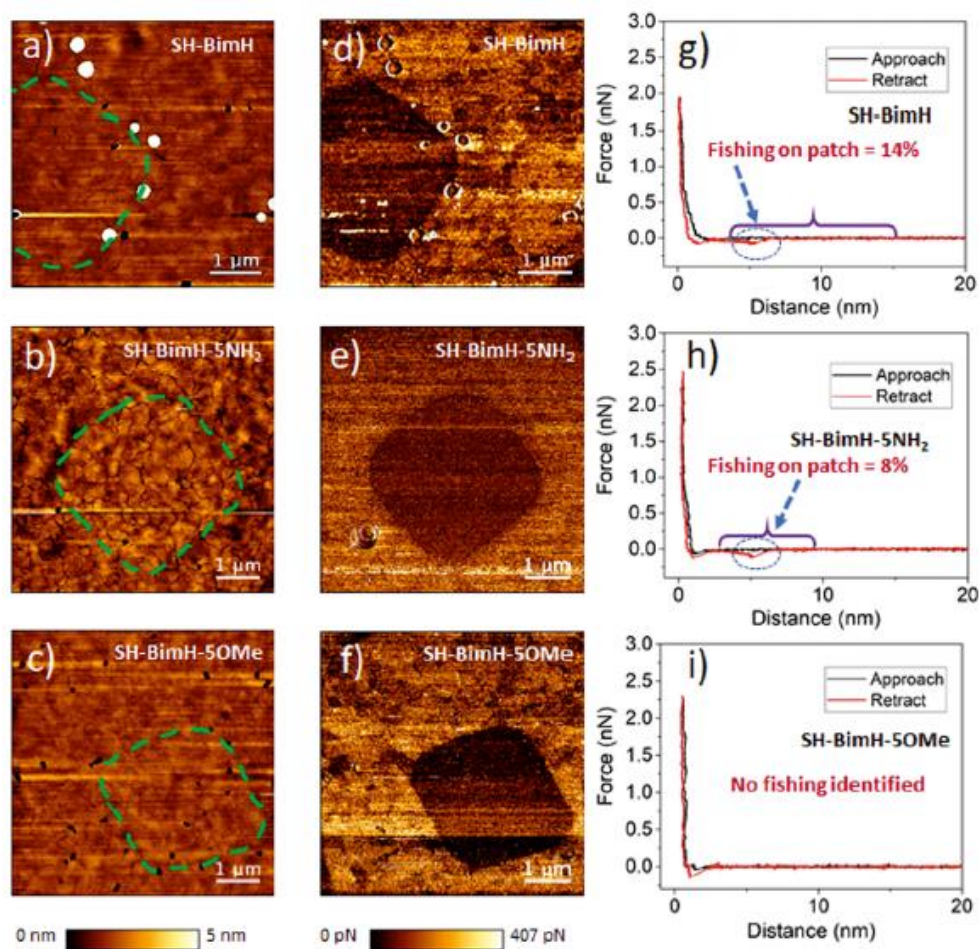 a)
SH-BimH
1 μm
d)
SH-BimH
1 μm
g)
3.0
2.5
2.0
1.5
1.0
0.5
0.0
Force (nN)
Approach
Retract
SH-BimH
Fishing on patch = 14%
0
10
20
Distance (nm)
b)
SH-BimH-5NH₂
1 μm
e)
SH-BimH-5NH₂
1 μm
h)
3.0
2.5
2.0
1.5
1.0
0.5
0.0
Force (nN)
Approach
Retract
SH-BimH-5NH₂
Fishing on patch = 8%
0
10
20
Distance (nm)
c)
SH-BimH-5OMe
1 μm
f)
SH-BimH-5OMe
1 μm
i)
3.0
2.5
2.0
1.5
1.0
0.5
0.0
Force (nN)
Approach
Retract
SH-BimH-5OMe
No fishing identified
0
10
20
Distance (nm)
0 nm
5 nm
0 pN
407 pN